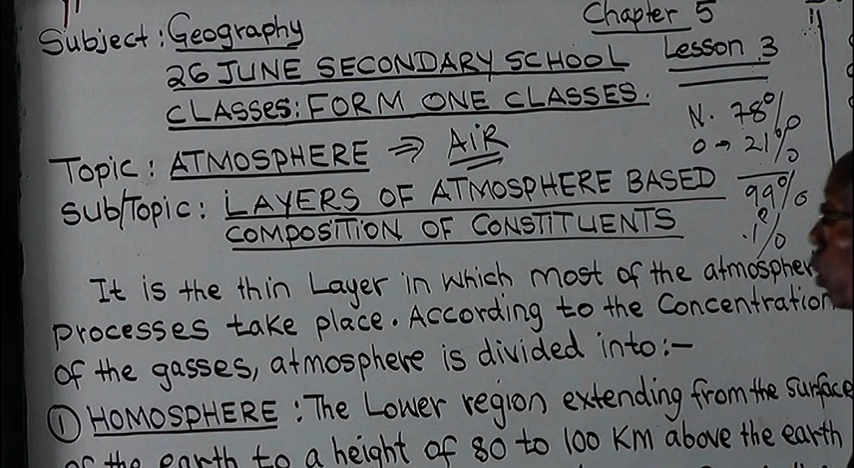 Chapter 5
Subject: Geography
26 JUNE SECONDARY SCHOOL
Lesson 3
CLASSES: FORM ONE CLASSES.
N. 78%
O → 21%
99%
1%
Topic: ATMOSPHERE ⇒ AiR
Sub/Topic: LAYERS OF ATMOSPHERE BASED
COMPOSITION OF CONSTITUENTS
It is the thin Layer in which most of the atmospher
processes take place. According to the Concentration
of the gasses, atmosphere is divided into:-
① HOMOSPHERE: The Lower region extending from the surface
of the earth to a height of 80 to 100 Km above the earth